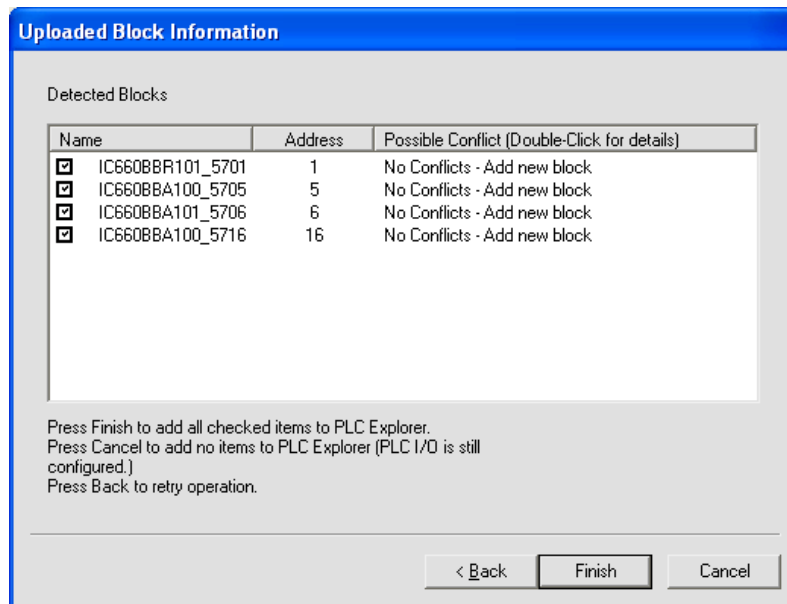 Uploaded Block Information
Detected Blocks
Name Address Possible Conflict (Double-Click for details)
IC660BBR101_5701 1 No Conflicts - Add new block
IC660BBA100_5705 5 No Conflicts - Add new block
IC660BBA101_5706 6 No Conflicts - Add new block
IC660BBA100_5716 16 No Conflicts - Add new block
Press Finish to add all checked items to PLC Explorer.
Press Cancel to add no items to PLC Explorer (PLC I/O is still
configured.)
Press Back to retry operation.
< Back Finish Cancel